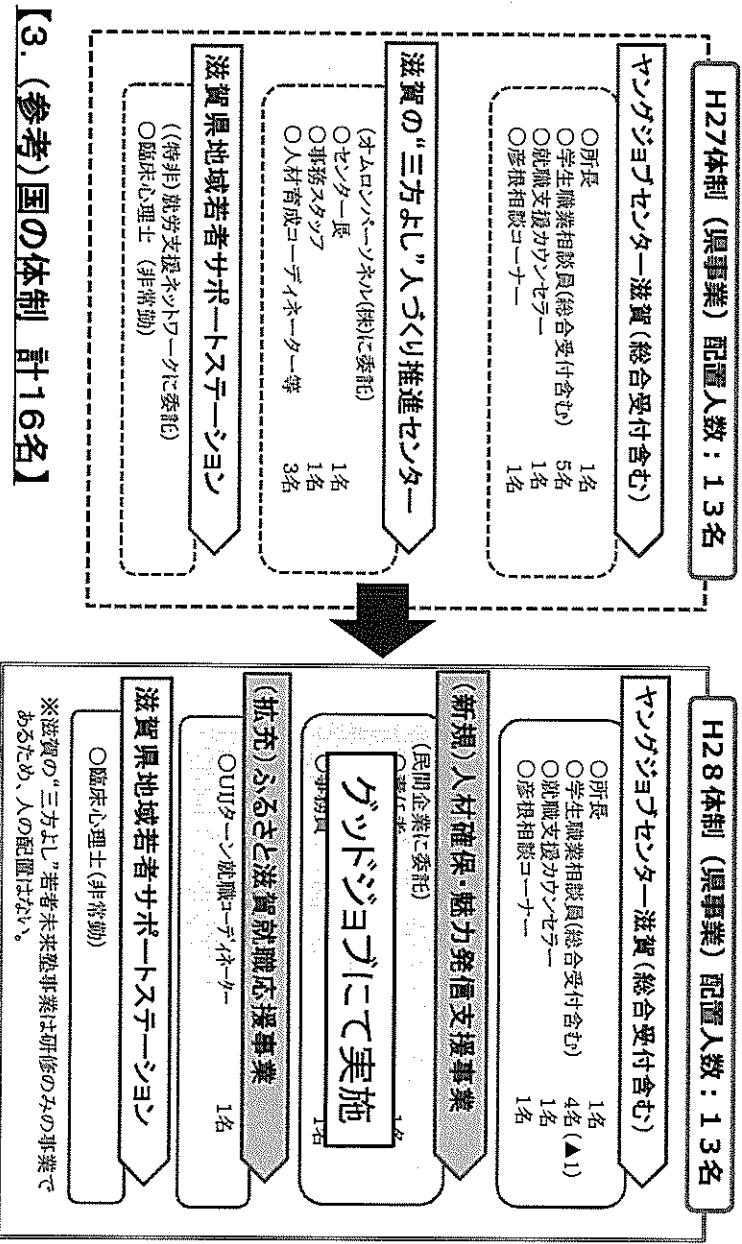 H27体制(県事業)配置人数:13名
ヤングジョブセンター滋賀(総合受付含む)
○所長 1名
○学生職業相談員(総合受付含む) 5名
○就職支援カウンセラー 1名
○彦根相談コーナー 1名
滋賀の“三方よし”人づくり推進センター
(オムロンパーソネル(株)に委託)
○センター長 1名
○事務スタッフ 1名
○人材育成コーディネーター等 3名
滋賀県地域若者サポートステーション
((特非)就労支援ネットワークに委託)
○臨床心理士(非常勤)
H28体制(県事業)配置人数:13名
ヤングジョブセンター滋賀(総合受付含む)
○所長 1名
○学生職業相談員(総合受付含む) 4名(▲1)
○就職支援カウンセラー 1名
○彦根相談コーナー 1名
(新規)人材確保・魅力発信支援事業
(民間企業に委託)
グッドジョブにて実施
○事務員 1名
(拡充)ふるさと滋賀就職応援事業
○UIJターン就職コーディネーター 1名
滋賀県地域若者サポートステーション
○臨床心理士(非常勤)
※滋賀の“三方よし”若者未来塾事業は研修のみの事業で
あるため、人の配置はない。
【3.(参考)国の体制 計16名】